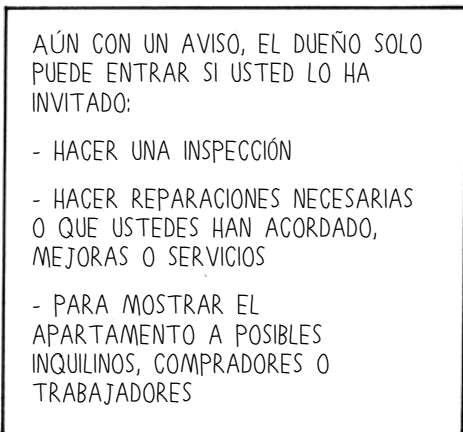 AÚN CON UN AVISO, EL DUEÑO SOLO
PUEDE ENTRAR SI USTED LO HA
INVITADO:
- HACER UNA INSPECCIÓN
- HACER REPARACIONES NECESARIAS
O QUE USTEDES HAN ACORDADO,
MEJORAS O SERVICIOS
- PARA MOSTRAR EL
APARTAMENTO A POSIBLES
INQUILINOS, COMPRADORES O
TRABAJADORES